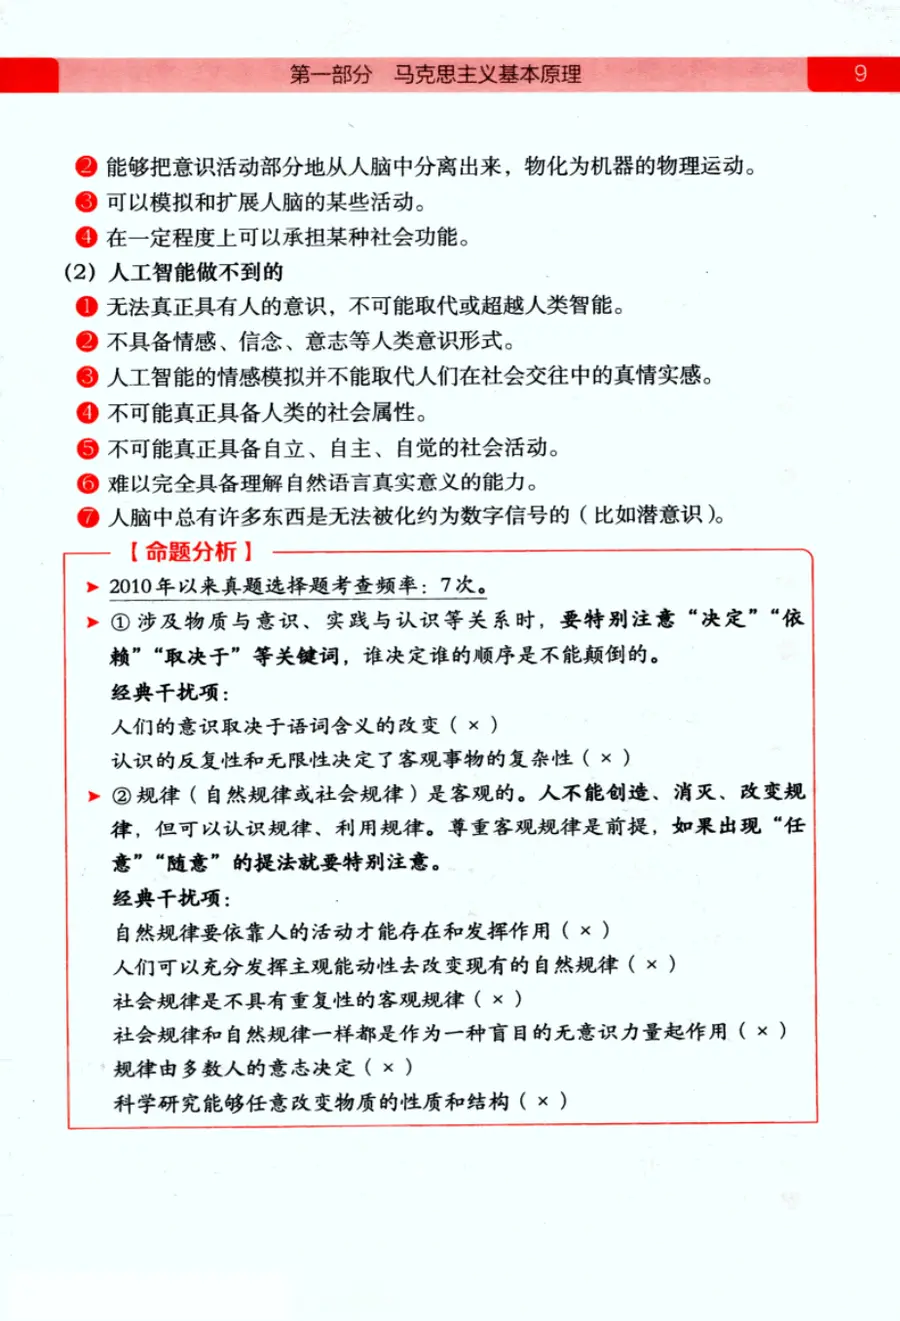 第一部分 马克思主义基本原理 9
❷ 能够把意识活动部分地从人脑中分离出来，物化为机器的物理运动。
❸ 可以模拟和扩展人脑的某些活动。
❹ 在一定程度上可以承担某种社会功能。
（2）人工智能做不到的
❶ 无法真正具有人的意识，不可能取代或超越人类智能。
❷ 不具备情感、信念、意志等人类意识形式。
❸ 人工智能的情感模拟并不能取代人们在社会交往中的真情实感。
❹ 不可能真正具备人类的社会属性。
❺ 不可能真正具备自立、自主、自觉的社会活动。
❻ 难以完全具备理解自然语言真实意义的能力。
❼ 人脑中总有许多东西是无法被化约为数字信号的（比如潜意识）。
【命题分析】
➤ 2010年以来真题选择题考查频率：7次。
➤ ①涉及物质与意识、实践与认识等关系时，要特别注意“决定”“依
赖”“取决于”等关键词，谁决定谁的顺序是不能颠倒的。
经典干扰项：
人们的意识取决于语词含义的改变（×）
认识的反复性和无限性决定了客观事物的复杂性（×）
➤ ②规律（自然规律或社会规律）是客观的。人不能创造、消灭、改变规
律，但可以认识规律、利用规律。尊重客观规律是前提，如果出现“任
意”“随意”的提法就要特别注意。
经典干扰项：
自然规律要依靠人的活动才能存在和发挥作用（×）
人们可以充分发挥主观能动性去改变现有的自然规律（×）
社会规律是不具有重复性的客观规律（×）
社会规律和自然规律一样都是作为一种盲目的无意识力量起作用（×）
规律由多数人的意志决定（×）
科学研究能够任意改变物质的性质和结构（×）